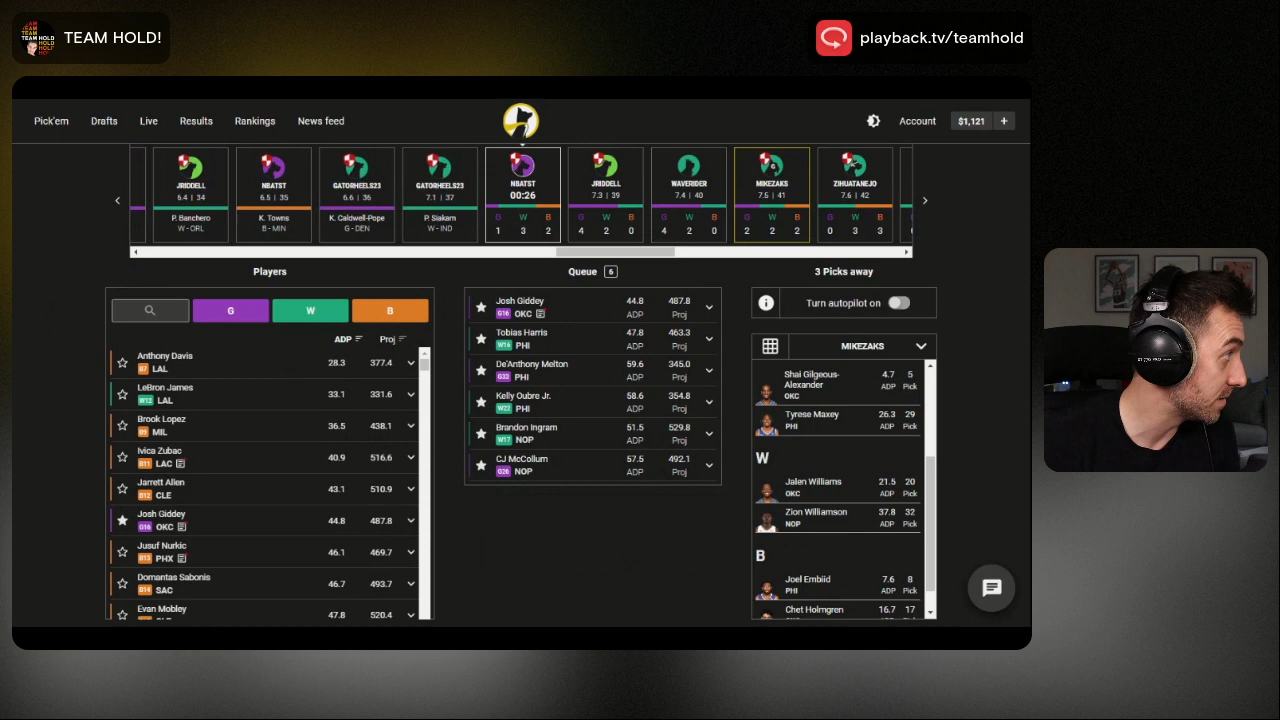 TEAM HOLD!
playback.tv/teamhold
Pick'em Drafts Live Results Rankings News feed
Account $1,121 +
JRIDDELL
6.4 | 34
P. Banchero
W - ORL
NBATST
6.5 | 35
K. Towns
B - MIN
GATORHEELS23
6.6 | 36
K. Caldwell-Pope
G - DEN
GATORHEELS23
7.1 | 37
P. Siakam
W - IND
NBATST
00:26
G W B
1 3 2
JRIDDELL
7.3 | 39
G W B
4 2 0
WAVERIDER
7.4 | 40
G W B
4 2 0
MIKEZAKS
7.5 | 41
G W B
2 2 2
ZIHUATANEJO
7.6 | 42
G W B
0 3 3
Players
G W B
ADP Proj
Anthony Davis
B7 LAL 28.3 377.4
LeBron James
W12 LAL 33.1 331.6
Brook Lopez
MIL 36.5 438.1
Ivica Zubac
B11 LAC 40.9 516.6
Jarrett Allen
B12 CLE 43.1 510.9
Josh Giddey
G16 OKC 44.8 487.8
Jusuf Nurkic
B13 PHX 46.1 469.7
Domantas Sabonis
B14 SAC 46.7 493.7
Evan Mobley
47.8 520.4
Queue 6
Josh Giddey 44.8 487.8
G16 OKC ADP Proj
Tobias Harris 47.8 463.3
W16 PHI ADP Proj
De'Anthony Melton 59.6 345.0
G32 PHI ADP Proj
Kelly Oubre Jr. 58.6 354.8
W22 PHI ADP Proj
Brandon Ingram 51.5 529.8
W17 NOP ADP Proj
CJ McCollum 57.5 492.1
G26 NOP ADP Proj
3 Picks away
Turn autopilot on
MIKEZAKS
Shai Gilgeous-
Alexander 4.7 5
OKC ADP Pick
Tyrese Maxey 26.3 29
PHI ADP Pick
W
Jalen Williams 21.5 20
OKC ADP Pick
Zion Williamson 37.8 32
NOP ADP Pick
B
Joel Embiid 7.6 8
PHI ADP Pick
Chet Holmgren 16.7 17